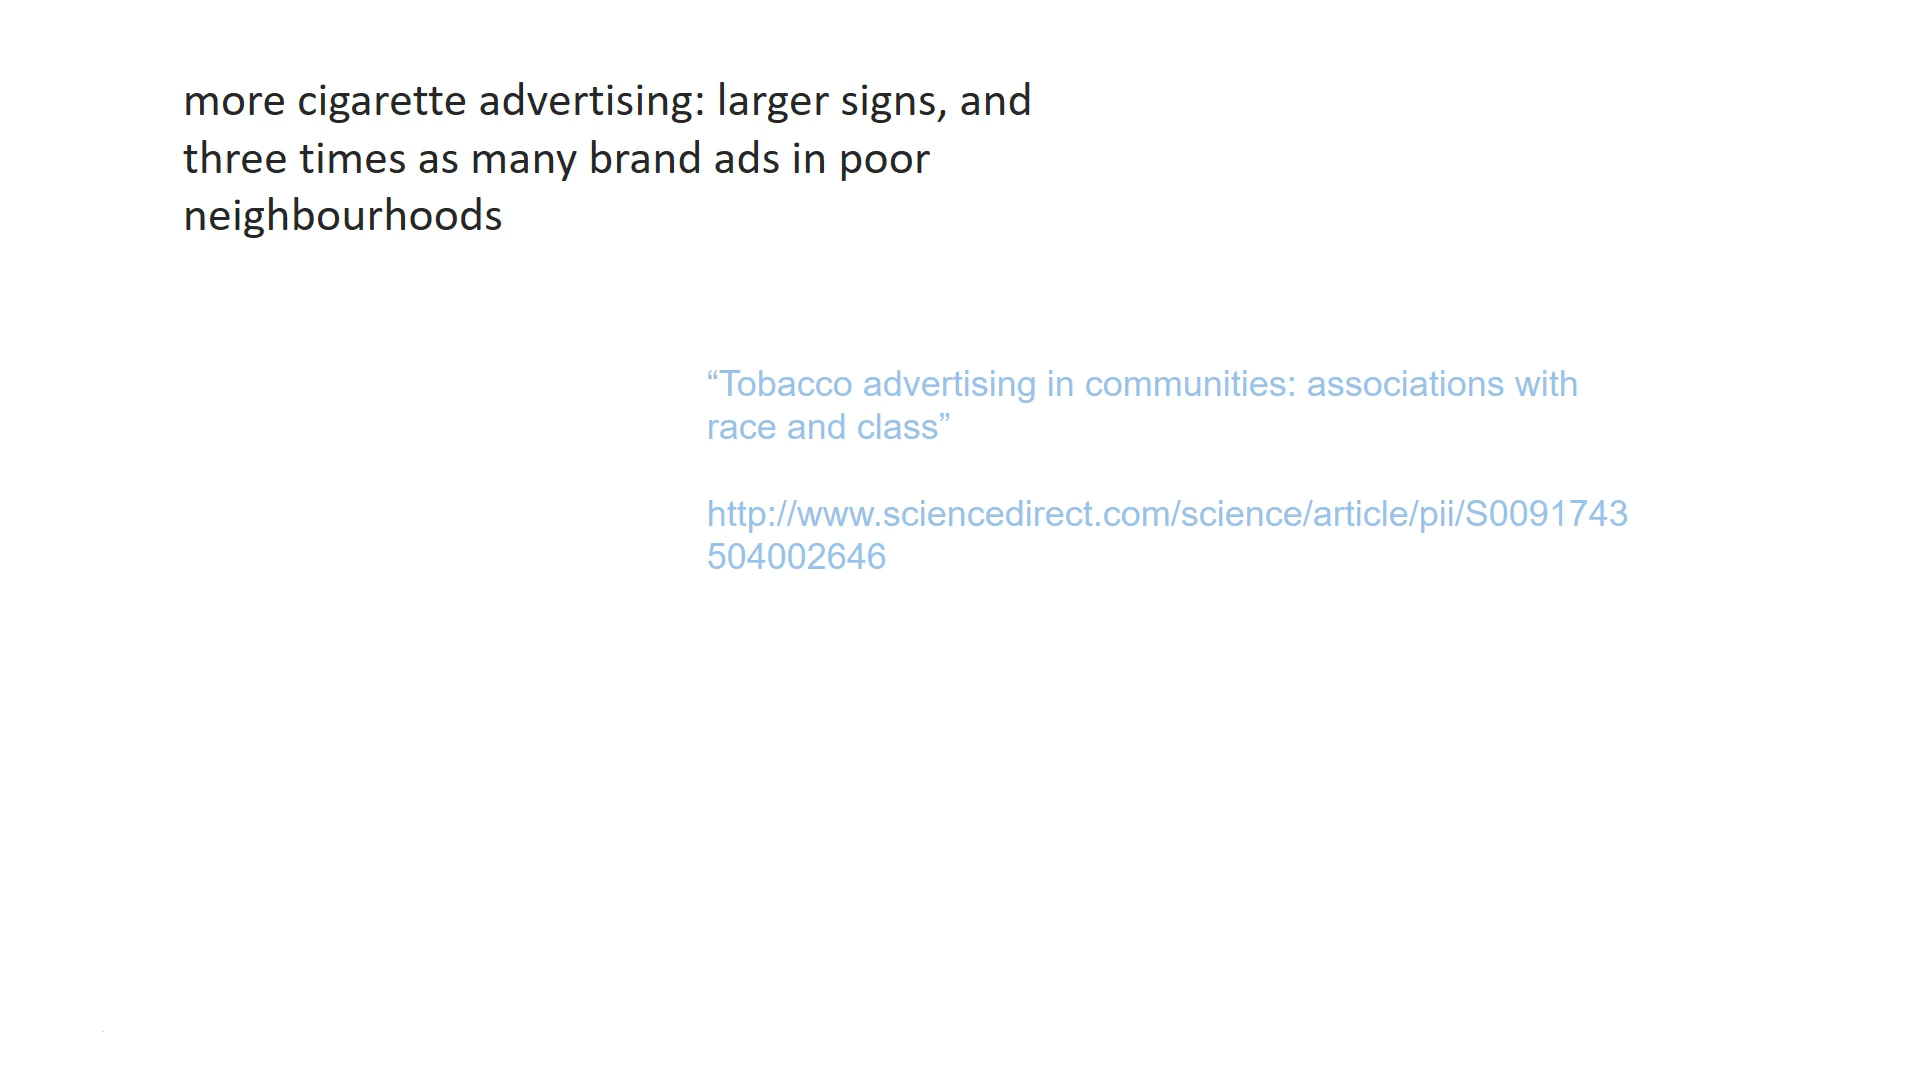 more cigarette advertising: larger signs, and
three times as many brand ads in poor
neighbourhoods
“Tobacco advertising in communities: associations with
race and class”
http://www.sciencedirect.com/science/article/pii/S0091743
504002646